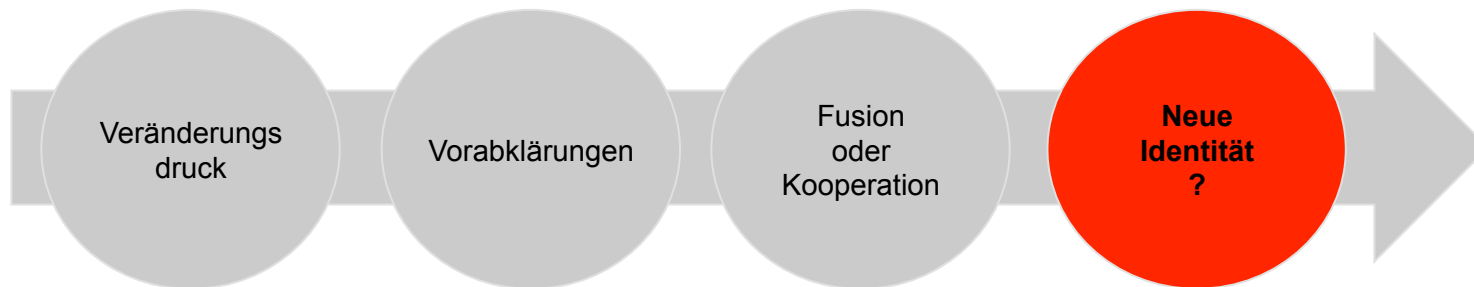 Veränderungs
druck
Vorabklärungen
Fusion
oder
Kooperation
Neue
Identität
?